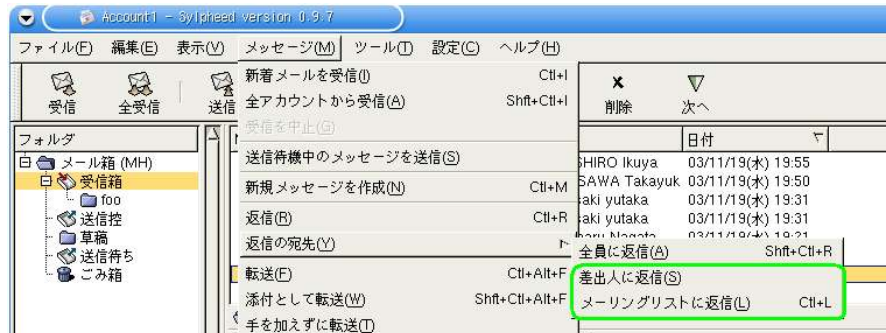 Account1 - Sylpheed version 0.9.7
ファイル(F) 編集(E) 表示(V) メッセージ(M) ツール(T) 設定(C) ヘルプ(H)
受信 全受信 送信 削除 次へ
新着メールを受信(I) Ctl+I
全アカウントから受信(A) Shft+Ctl+I
受信を中止(G)
送信待機中のメッセージを送信(S)
新規メッセージを作成(N) Ctl+M
返信(R) Ctl+R
返信の宛先(Y)
転送(F) Ctl+Alt+F
添付として転送(W) Shft+Ctl+Alt+F
手を加えずに転送(T)
全員に返信(A) Shft+Ctl+R
差出人に返信(S)
メーリングリストに返信(L) Ctl+L
フォルダ
メール箱 (MH)
受信箱
foo
送信控
草稿
送信待ち
ごみ箱
日付
SHIRO Ikuya 03/11/19(水) 19:55
SAWA Takayuk 03/11/19(水) 19:50
saki yutaka 03/11/19(水) 19:31
saki yutaka 03/11/19(水) 19:31
Nagata 03/11/19(水) 19:21